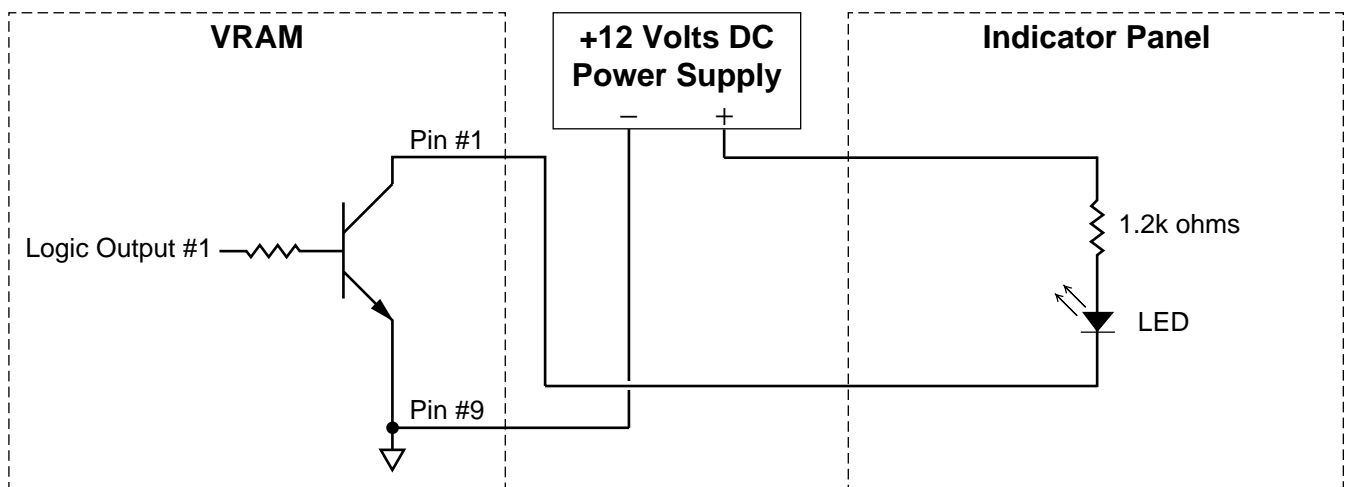 VRAM
+12 Volts DC
Power Supply
− +
Indicator Panel
Pin #1
Logic Output #1
1.2k ohms
LED
Pin #9